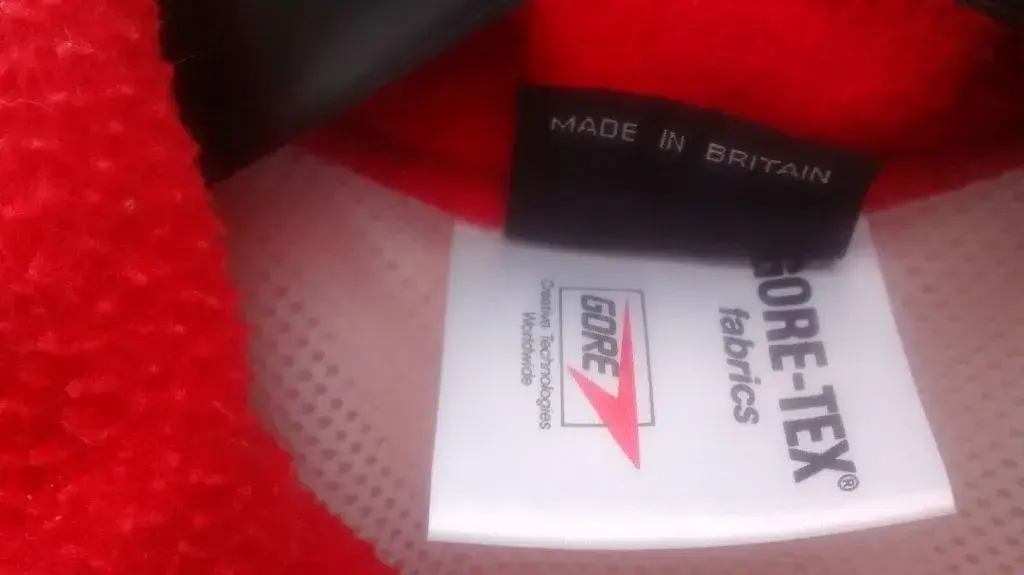 MADE IN BRITAIN
GORE-TEX®
fabrics
GORE
Creative Technologies
Worldwide